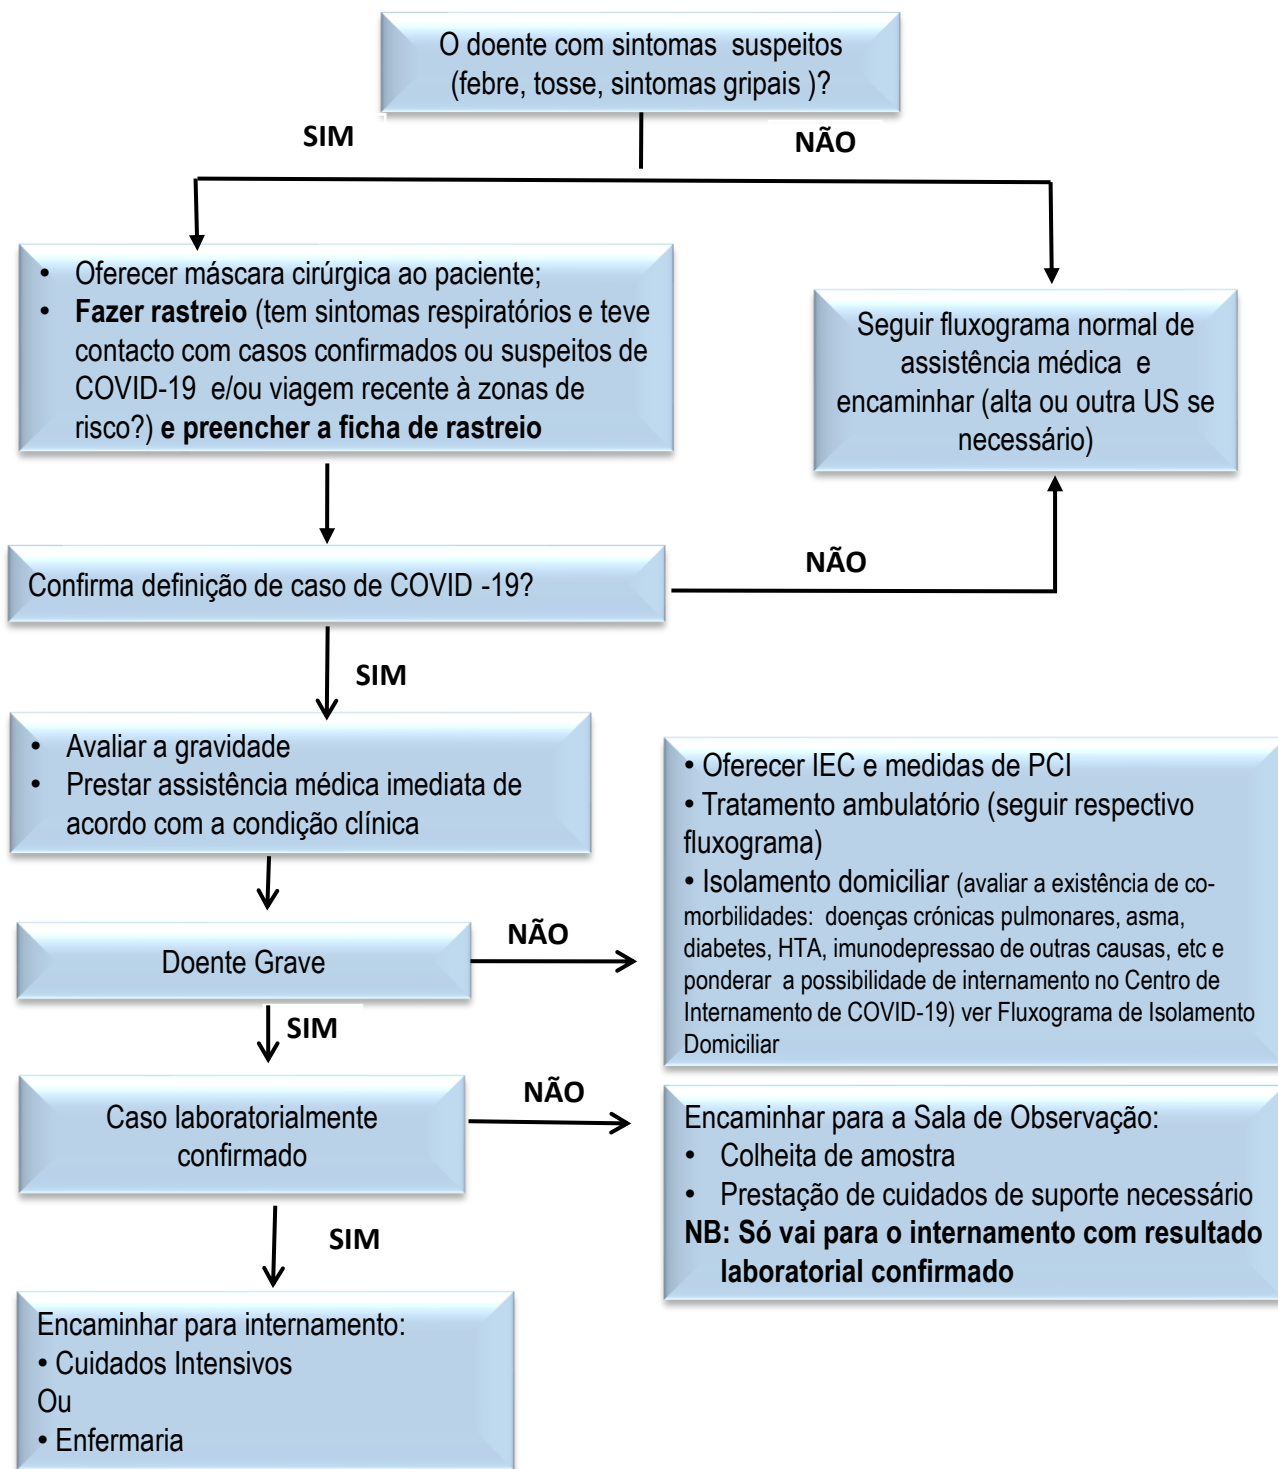 O doente com sintomas suspeitos
(febre, tosse, sintomas gripais )?
SIM
NÃO
• Oferecer máscara cirúrgica ao paciente;
• Fazer rastreio (tem sintomas respiratórios e teve
contacto com casos confirmados ou suspeitos de
COVID-19 e/ou viagem recente à zonas de
risco?) e preencher a ficha de rastreio
Seguir fluxograma normal de
assistência médica e
encaminhar (alta ou outra US se
necessário)
Confirma definição de caso de COVID -19?
NÃO
SIM
• Avaliar a gravidade
• Prestar assistência médica imediata de
acordo com a condição clínica
• Oferecer IEC e medidas de PCI
• Tratamento ambulatório (seguir respectivo
fluxograma)
• Isolamento domiciliar (avaliar a existência de co-
morbilidades: doenças crónicas pulmonares, asma,
diabetes, HTA, imunodepressao de outras causas, etc e
ponderar a possibilidade de internamento no Centro de
Internamento de COVID-19) ver Fluxograma de Isolamento
Domiciliar
Doente Grave
NÃO
SIM
Caso laboratorialmente
confirmado
NÃO
Encaminhar para a Sala de Observação:
• Colheita de amostra
• Prestação de cuidados de suporte necessário
NB: Só vai para o internamento com resultado
laboratorial confirmado
SIM
Encaminhar para internamento:
• Cuidados Intensivos
Ou
• Enfermaria